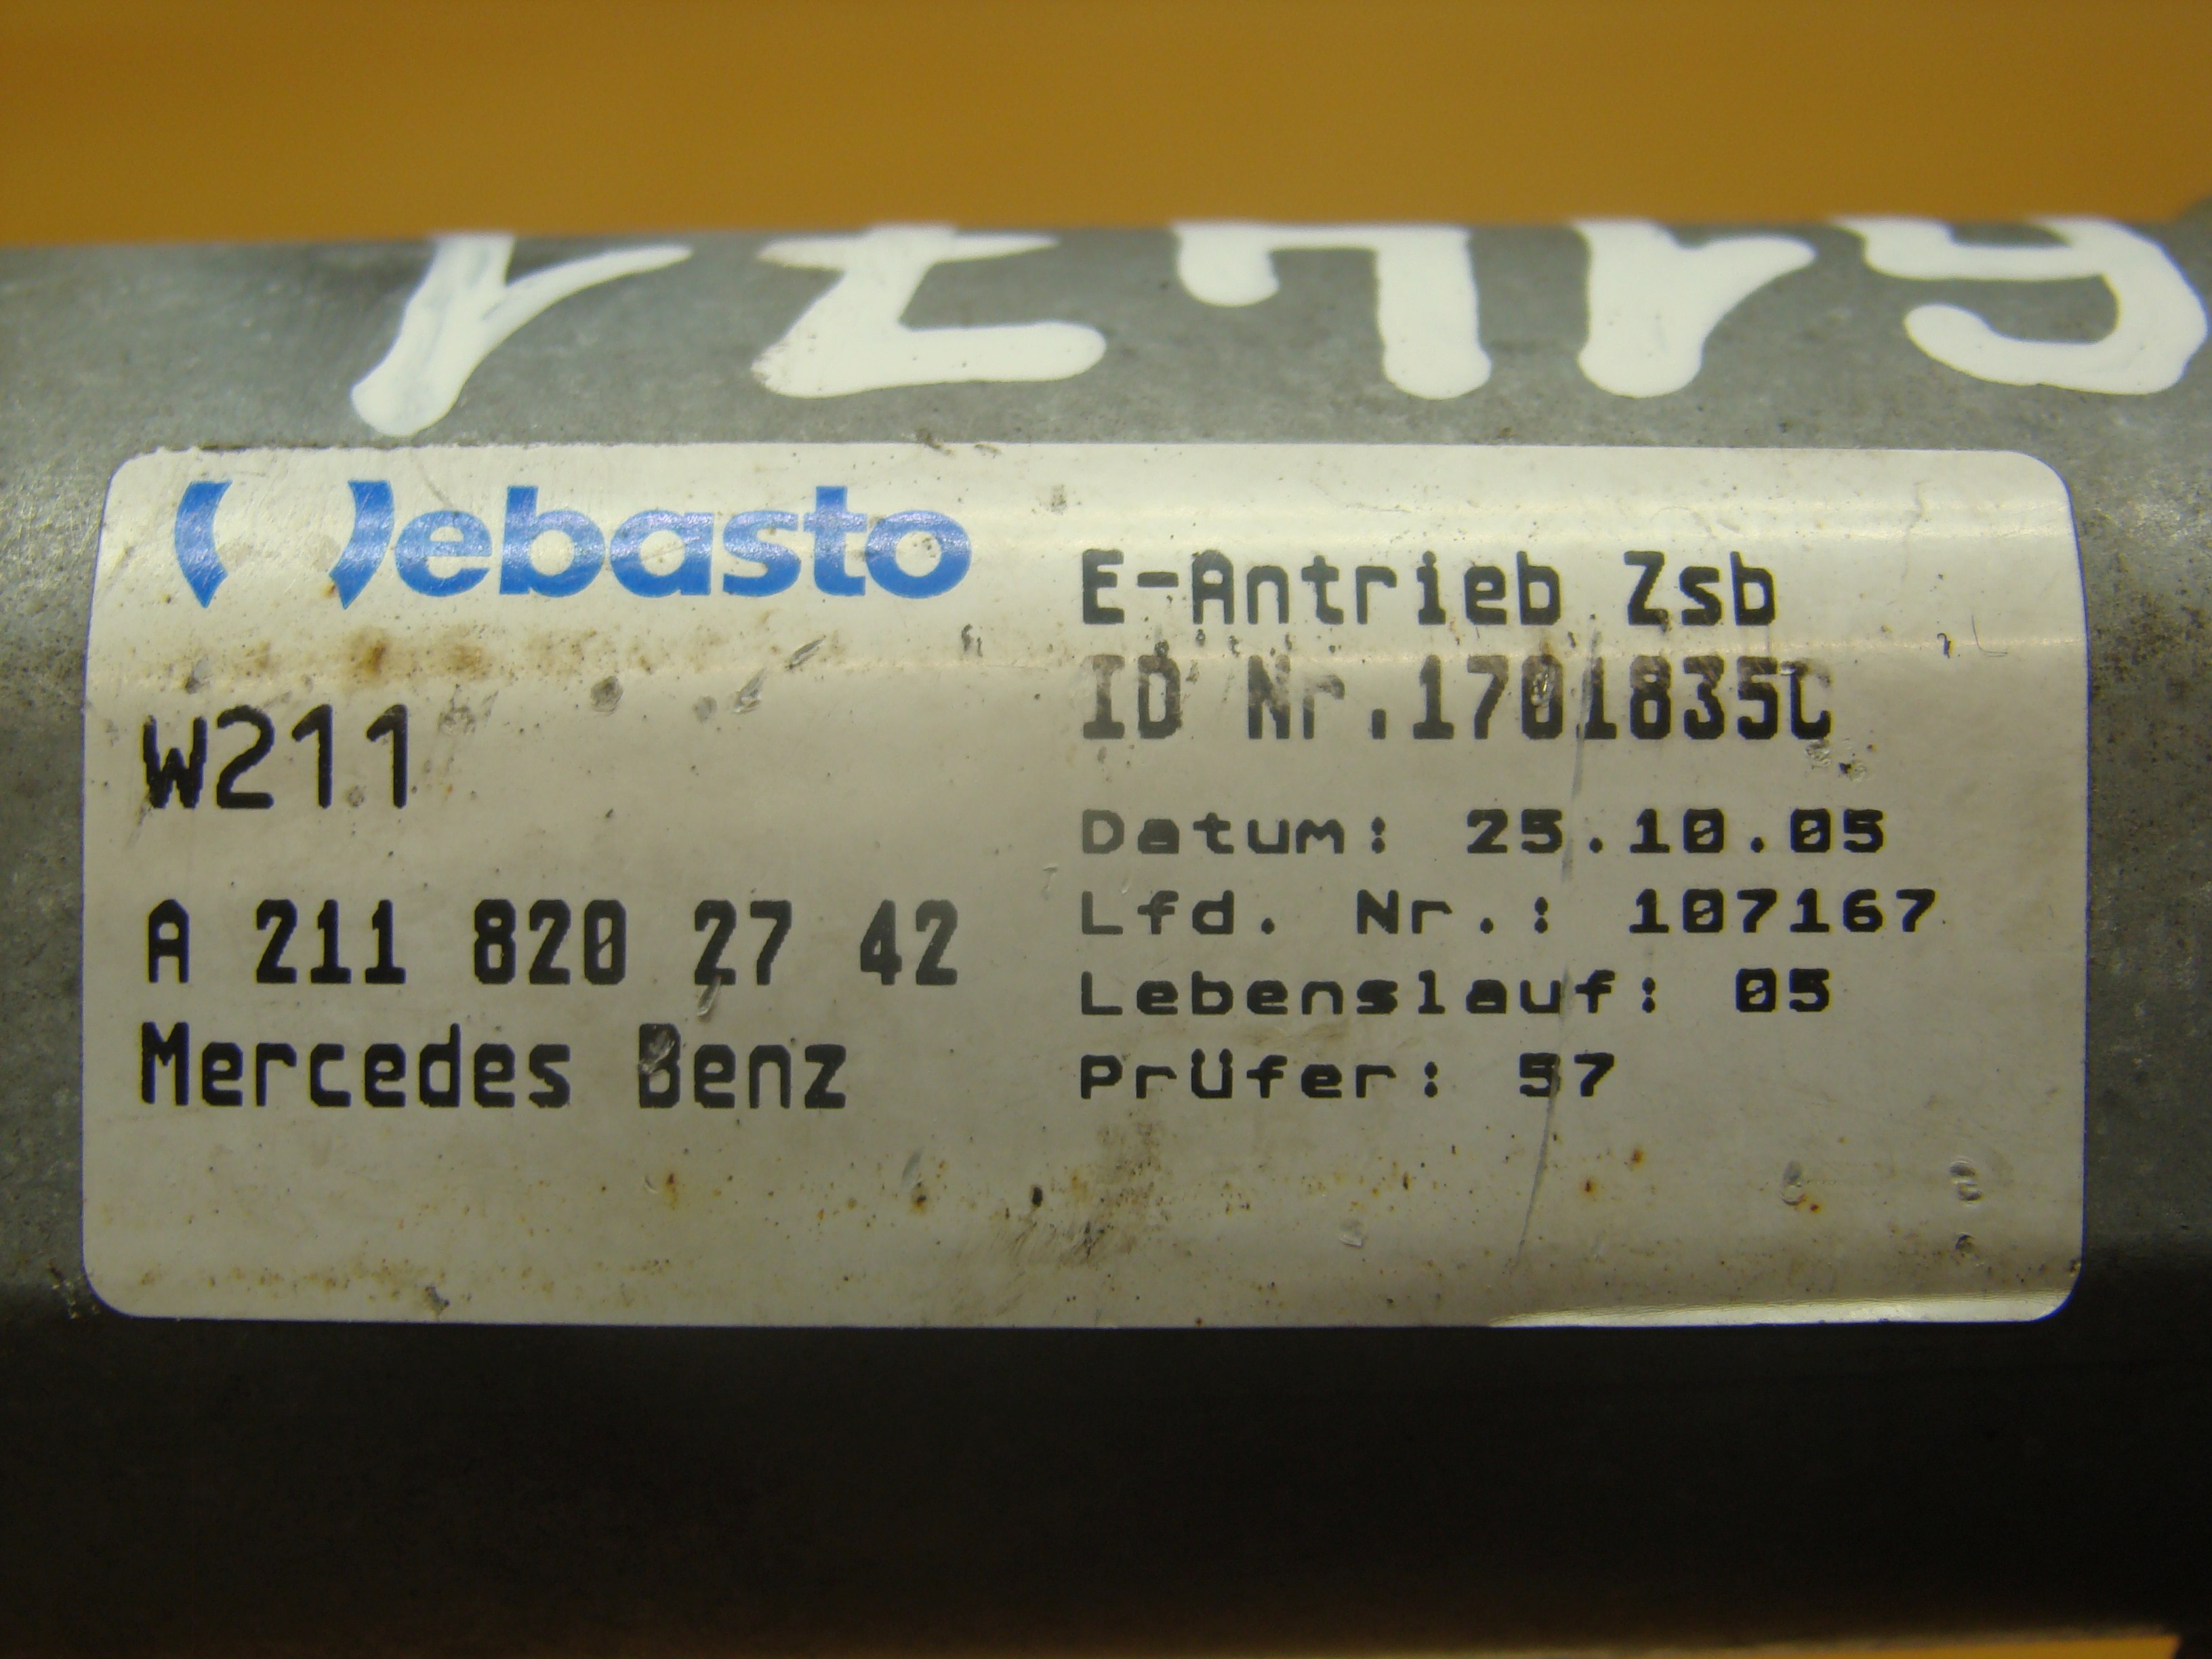 Webasto
W211
A 211 820 27 42
Mercedes Benz
E-Antrieb Zsb
ID Nr.1701835C
Datum: 25.10.05
Lfd. Nr.: 107167
Lebenslauf: 05
Prüfer: 57